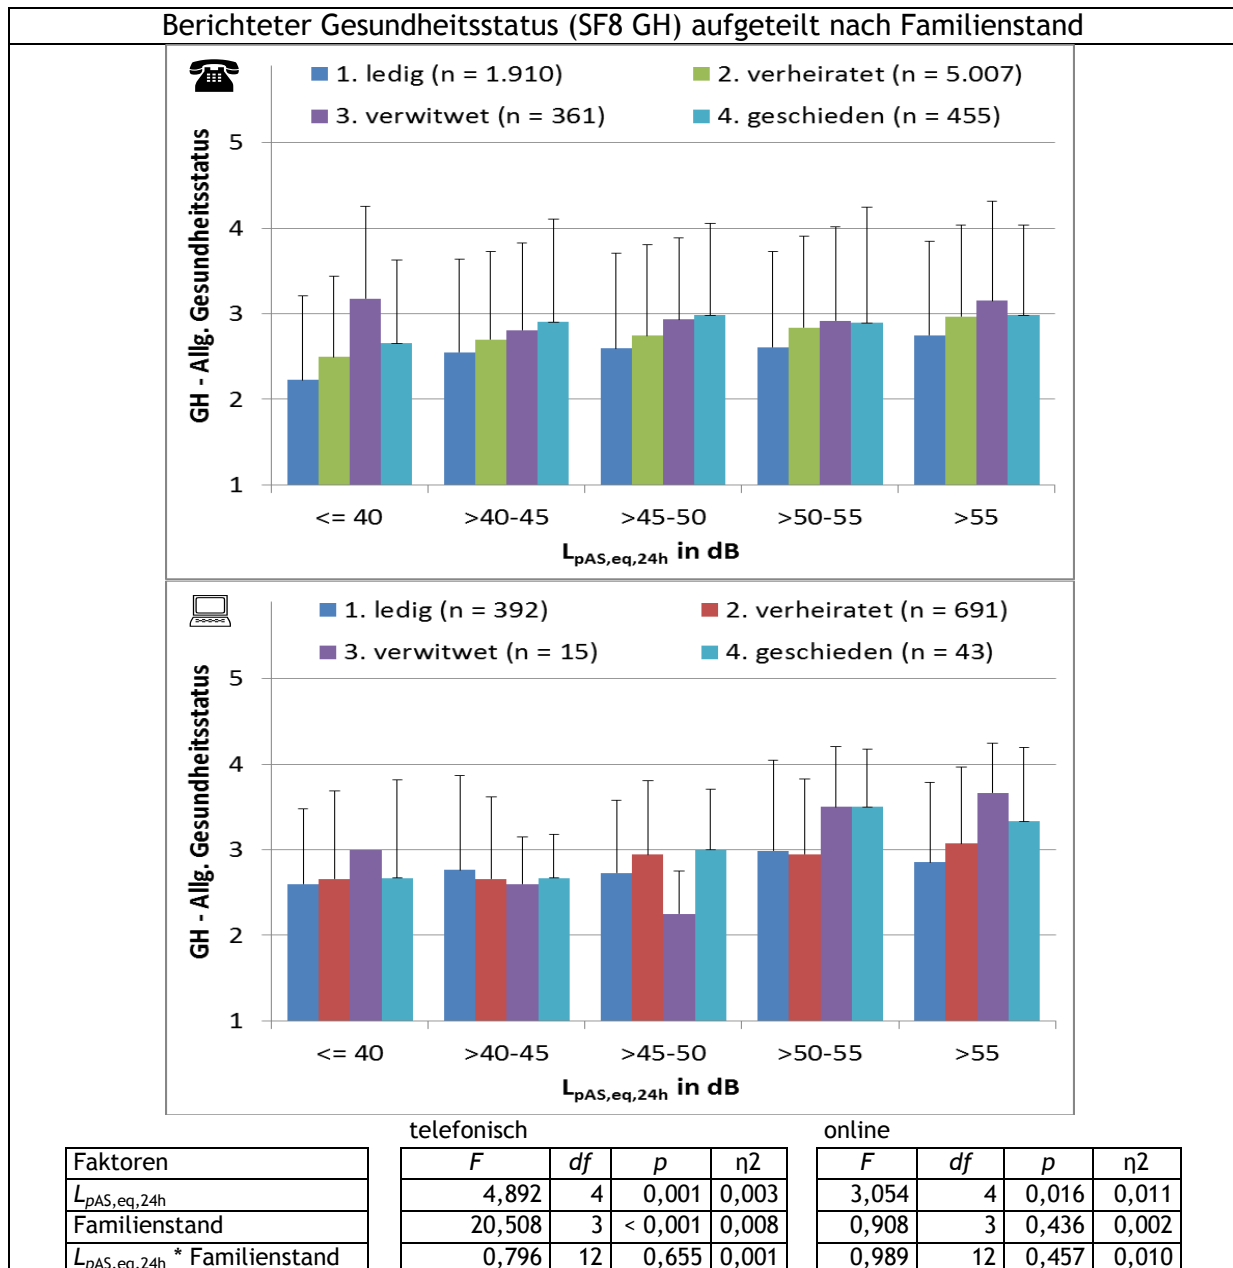 Berichteter Gesundheitsstatus (SF8 GH) aufgeteilt nach Familienstand
1. ledig (n = 1.910)
2. verheiratet (n = 5.007)
3. verwitwet (n = 361)
4. geschieden (n = 455)
GH - Allg. Gesundheitsstatus
5
4
3
2
1
<= 40 >40-45 >45-50 >50-55 >55
LpAS,eq,24h in dB
1. ledig (n = 392)
2. verheiratet (n = 691)
3. verwitwet (n = 15)
4. geschieden (n = 43)
GH - Allg. Gesundheitsstatus
5
4
3
2
1
<= 40 >40-45 >45-50 >50-55 >55
LpAS,eq,24h in dB
telefonisch online
Faktoren F df p η2 F df p η2
LpAS,eq,24h 4,892 4 0,001 0,003 3,054 4 0,016 0,011
Familienstand 20,508 3 < 0,001 0,008 0,908 3 0,436 0,002
LpAS,eq,24h * Familienstand 0,796 12 0,655 0,001 0,989 12 0,457 0,010